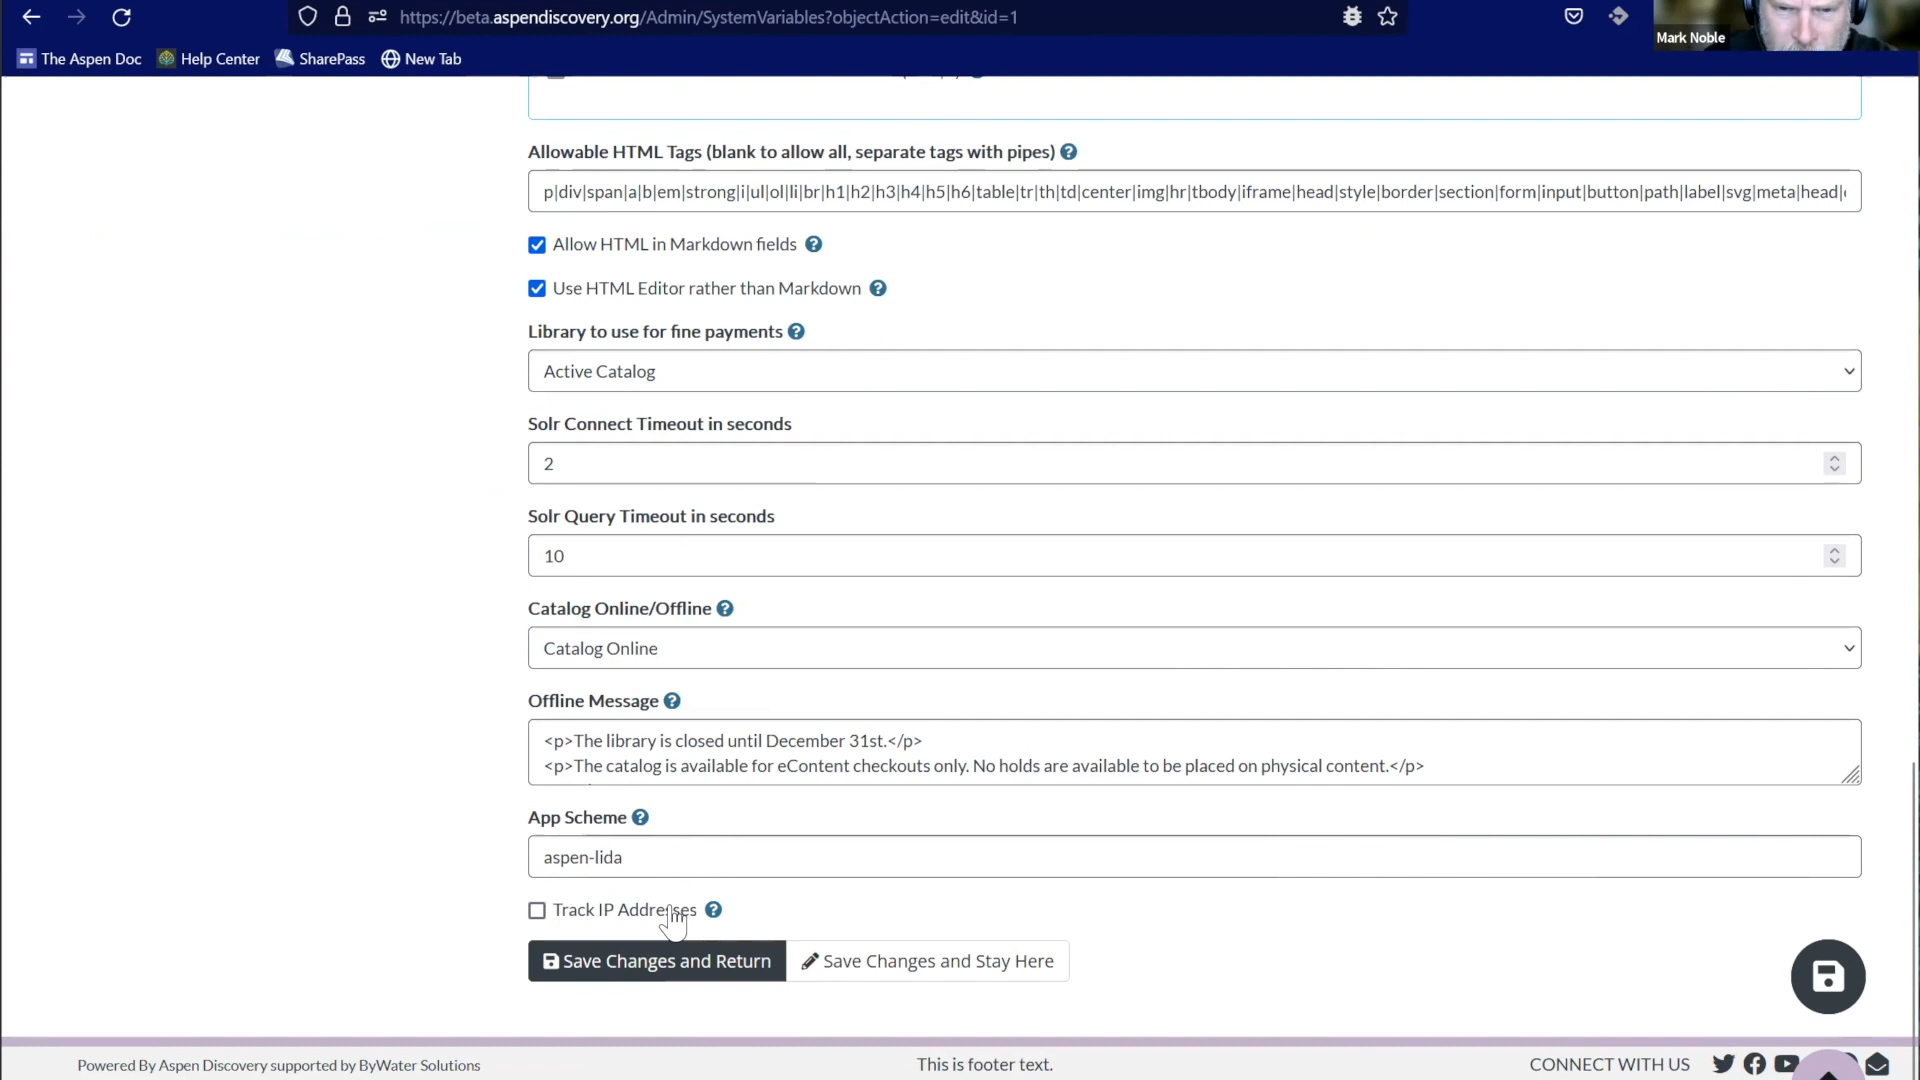 https://beta.aspendiscovery.org/Admin/SystemVariables?objectAction=edit&id=1
Mark Noble
The Aspen Doc
Help Center
SharePass
New Tab
Allowable HTML Tags (blank to allow all, separate tags with pipes)
p|div|span|a|b|em|strong|i|ul|ol|li|br|h1|h2|h3|h4|h5|h6|table|tr|th|td|center|img|hr|tbody|iframe|head|style|border|section|form|input|button|path|label|svg|meta|head|
Allow HTML in Markdown fields
Use HTML Editor rather than Markdown
Library to use for fine payments
Active Catalog
Solr Connect Timeout in seconds
2
Solr Query Timeout in seconds
10
Catalog Online/Offline
Catalog Online
Offline Message
<p>The library is closed until December 31st.</p>
<p>The catalog is available for eContent checkouts only. No holds are available to be placed on physical content.</p>
App Scheme
aspen-lida
Track IP Addresses
Save Changes and Return
Save Changes and Stay Here
Powered By Aspen Discovery supported by ByWater Solutions
This is footer text.
CONNECT WITH US